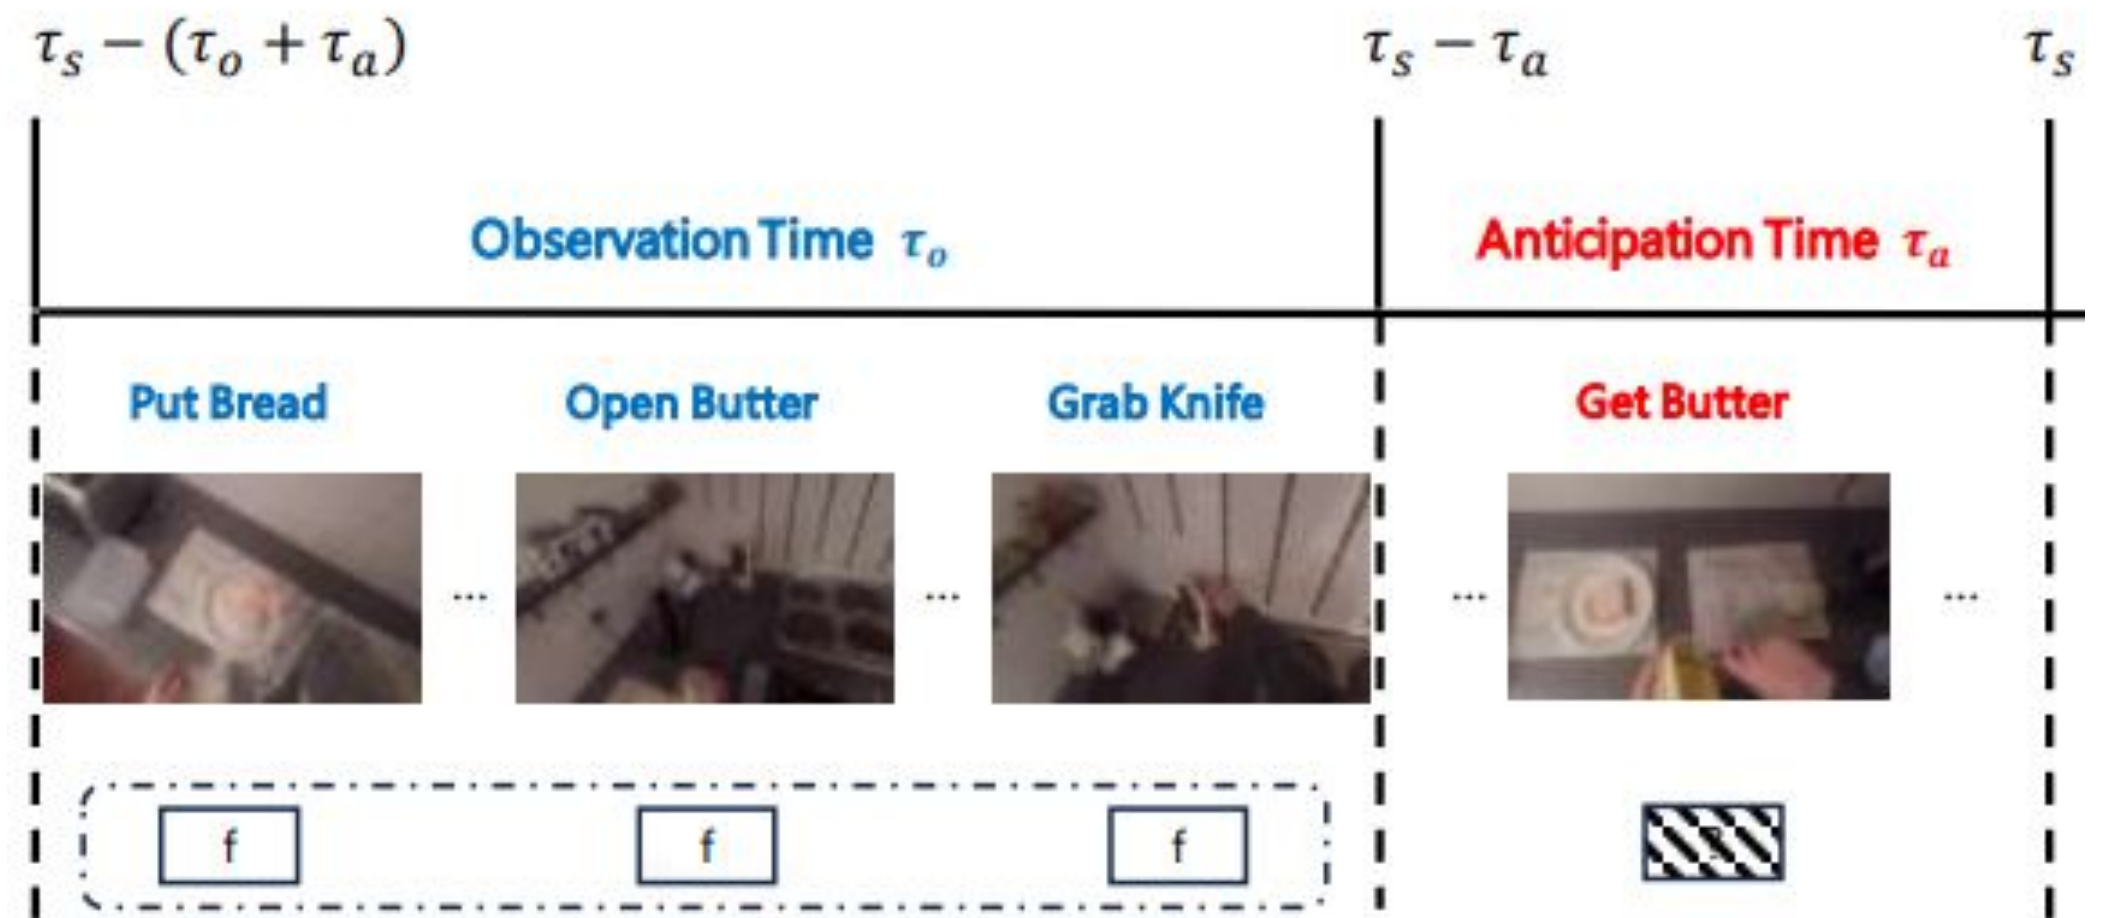 τₛ − (τₒ + τₐ) τₛ − τₐ τₛ
Observation Time τₒ Anticipation Time τₐ
Put Bread Open Butter Grab Knife Get Butter
... ... ... ...
f f f